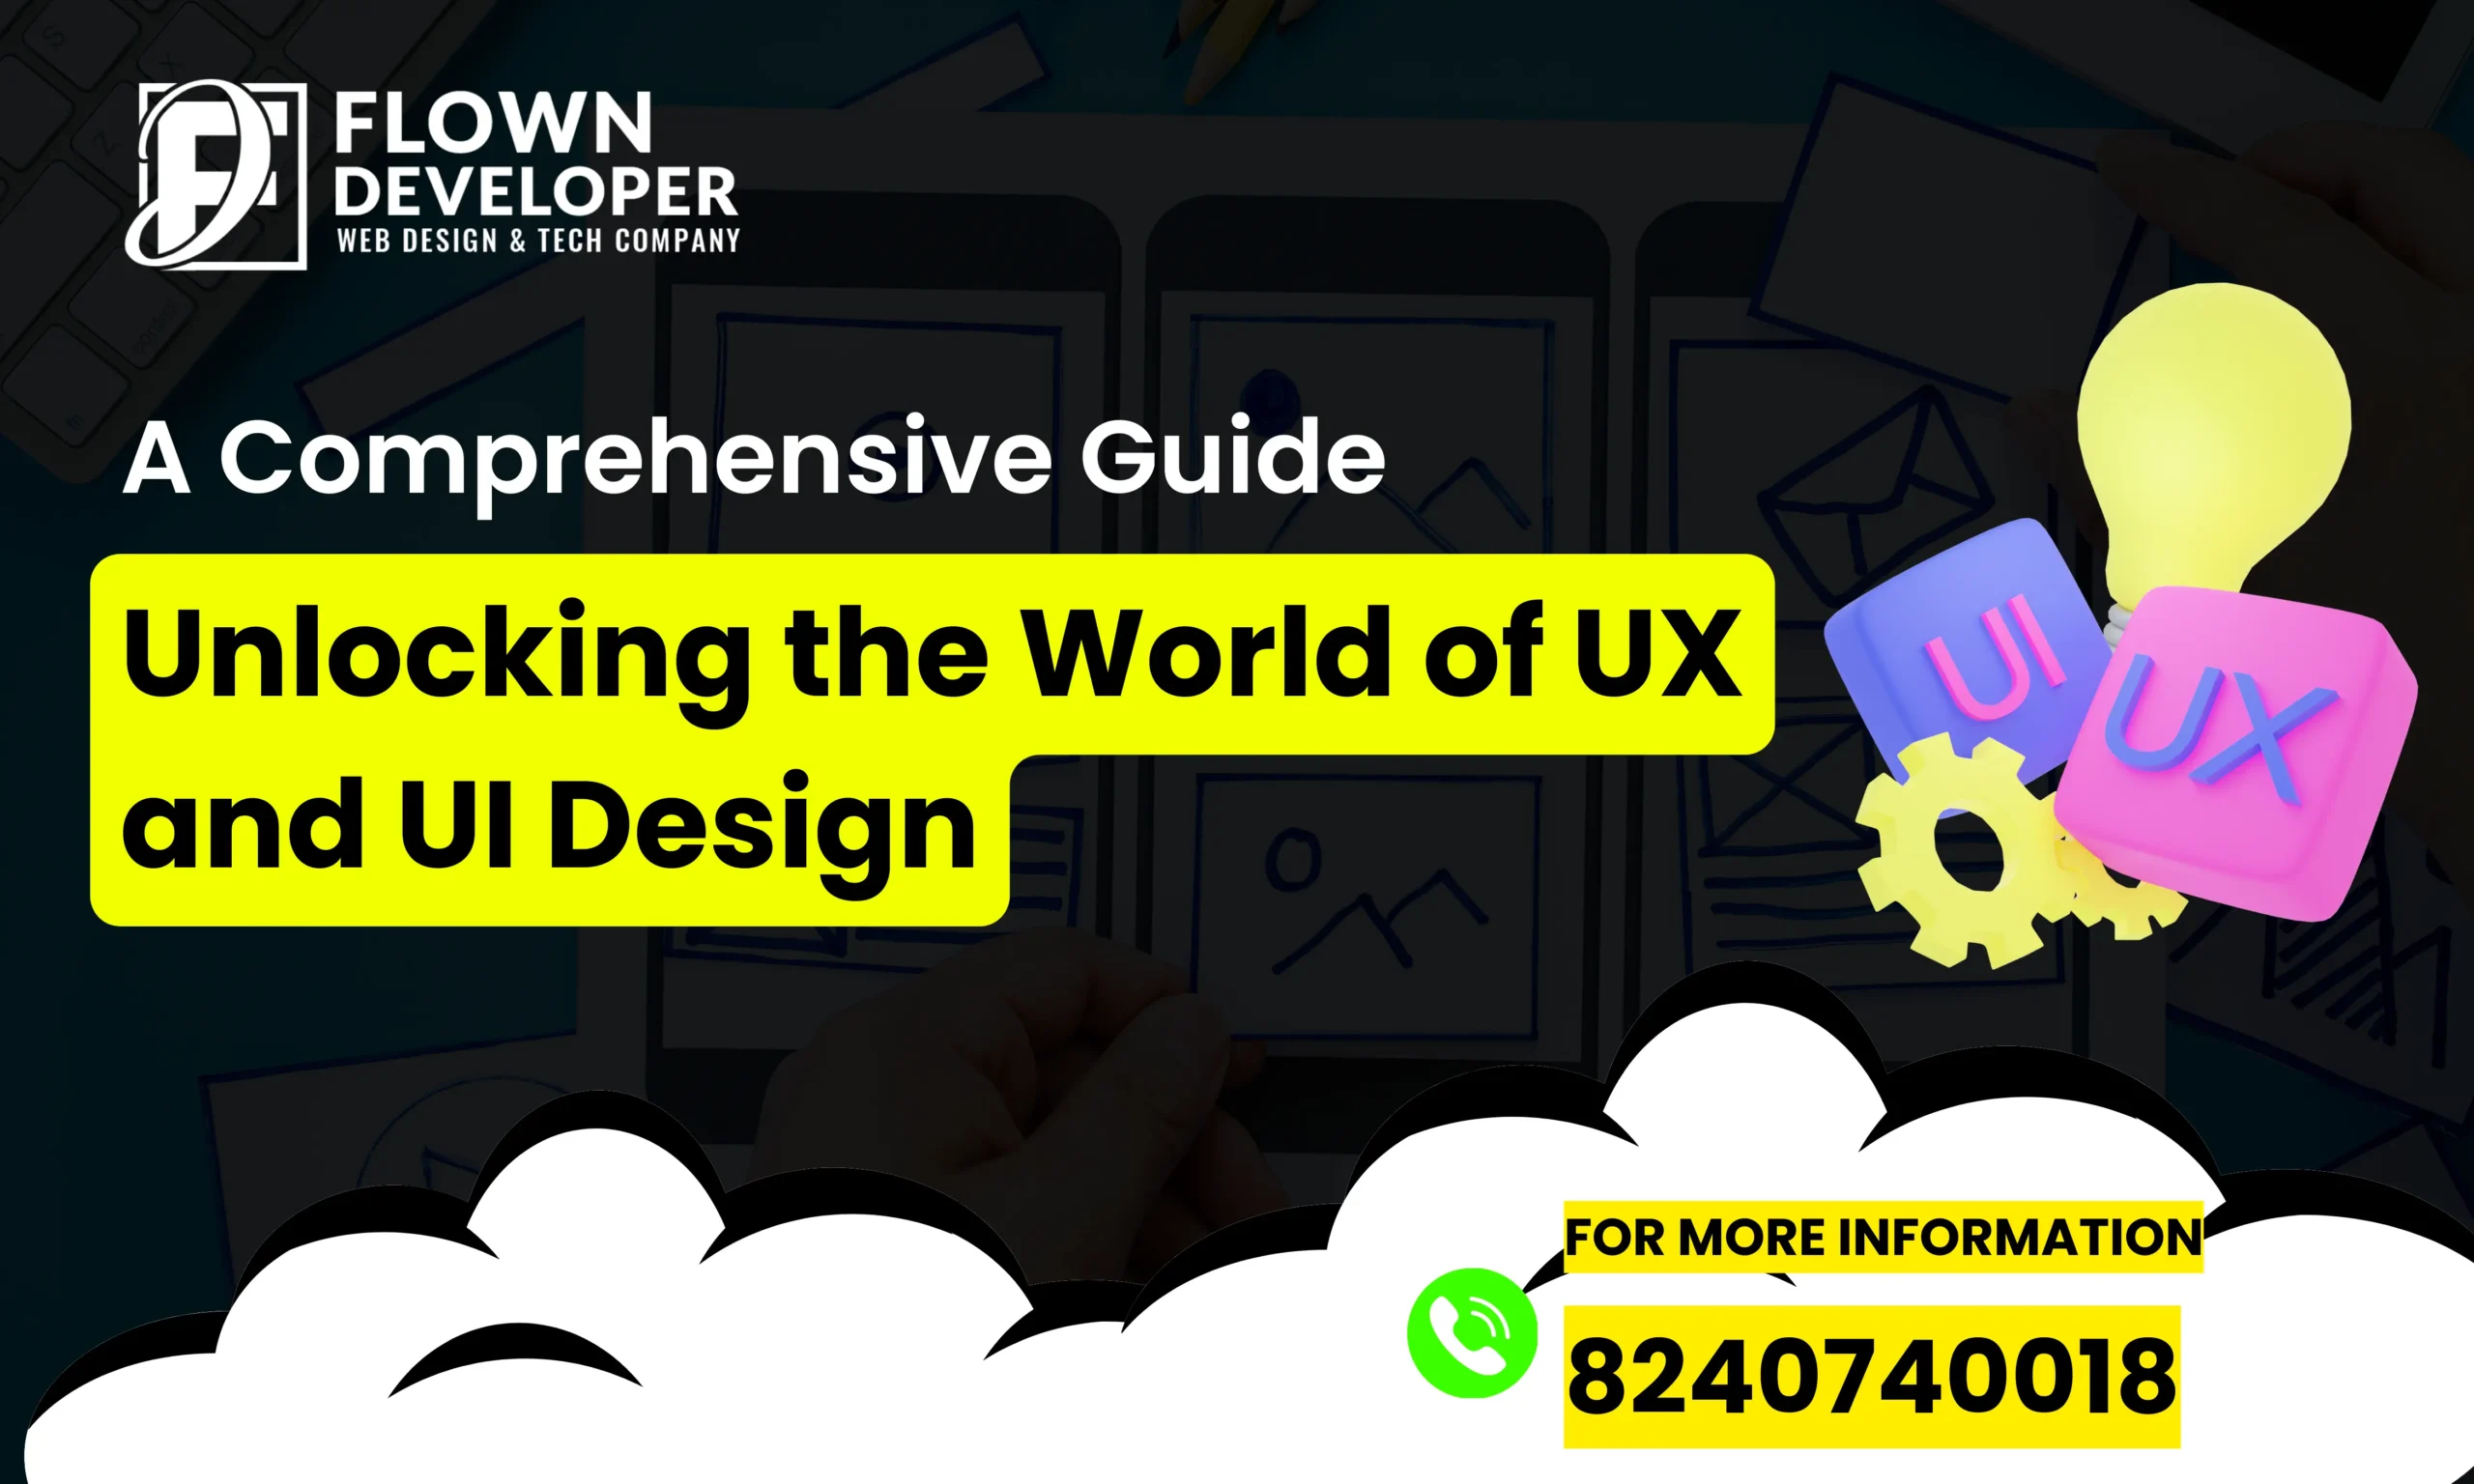 FLOWN
DEVELOPER
WEB DESIGN & TECH COMPANY
A Comprehensive Guide
Unlocking the World of UX
and UI Design
UI
UX
FOR MORE INFORMATION
8240740018